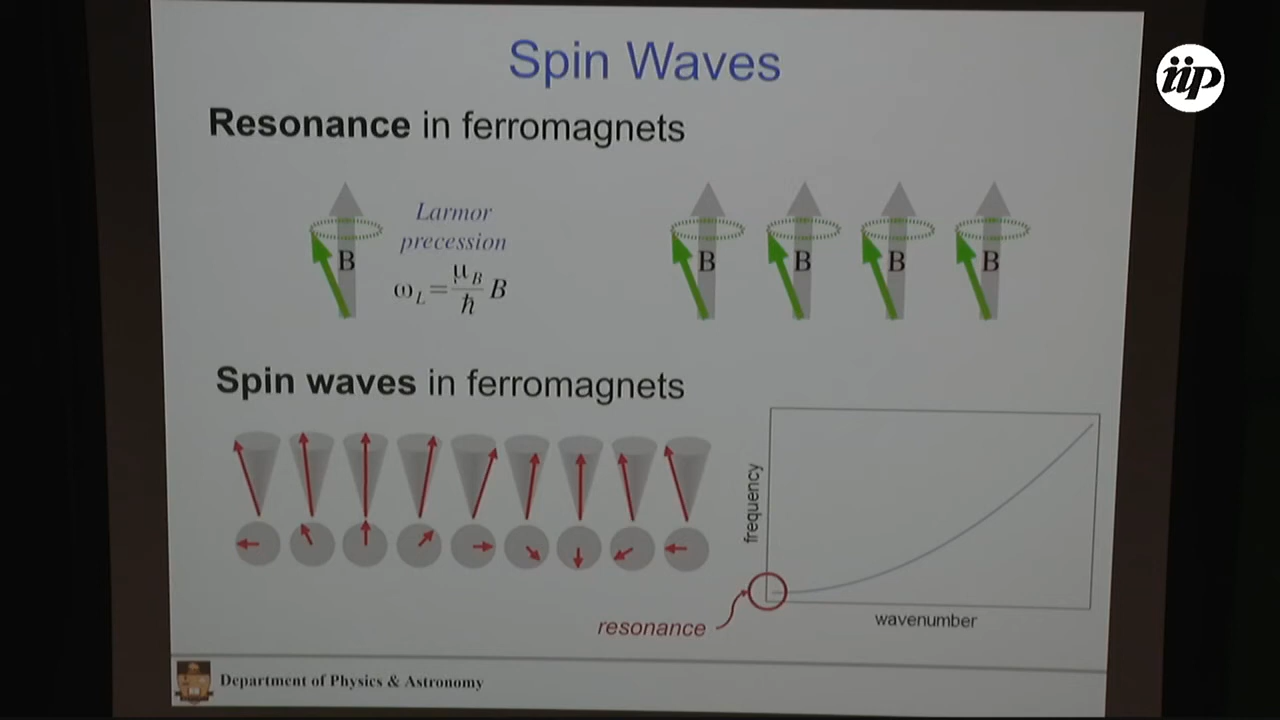 Spin Waves
iip
Resonance in ferromagnets
Larmor
precession
ω_L = μ_B/ħ B
B
B
B
B
B
Spin waves in ferromagnets
frequency
wavenumber
resonance
Department of Physics & Astronomy